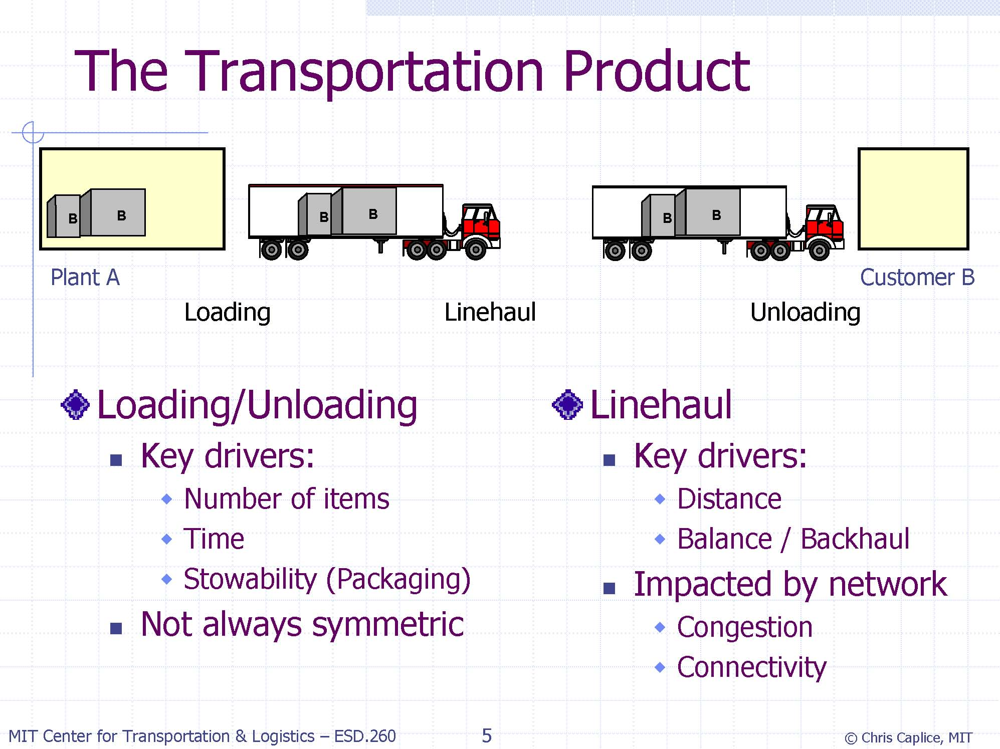 The Transportation Product
B B
B B
B B
Plant A
Customer B
Loading
Linehaul
Unloading
Loading/Unloading
Key drivers:
Number of items
Time
Stowability (Packaging)
Not always symmetric
Linehaul
Key drivers:
Distance
Balance / Backhaul
Impacted by network
Congestion
Connectivity
MIT Center for Transportation & Logistics – ESD.260
5
© Chris Caplice, MIT